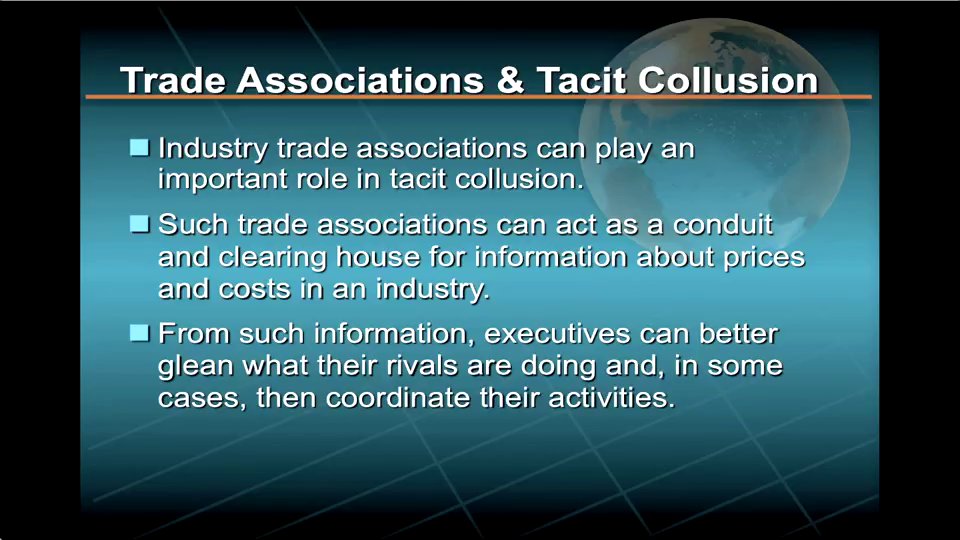 Trade Associations & Tacit Collusion
Industry trade associations can play an
important role in tacit collusion.
Such trade associations can act as a conduit
and clearing house for information about prices
and costs in an industry.
From such information, executives can better
glean what their rivals are doing and, in some
cases, then coordinate their activities.